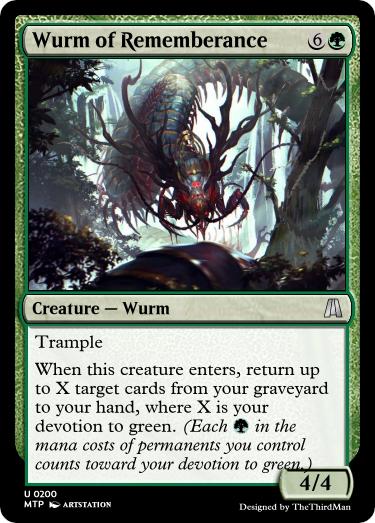 Wurm of Rememberance 6
Creature — Wurm
Trample
When this creature enters, return up
to X target cards from your graveyard
to your hand, where X is your
devotion to green. (Each in the
mana costs of permanents you control
counts toward your devotion to green.)
4/4
U 0200
MTP ARTSTATION
Designed by TheThirdMan